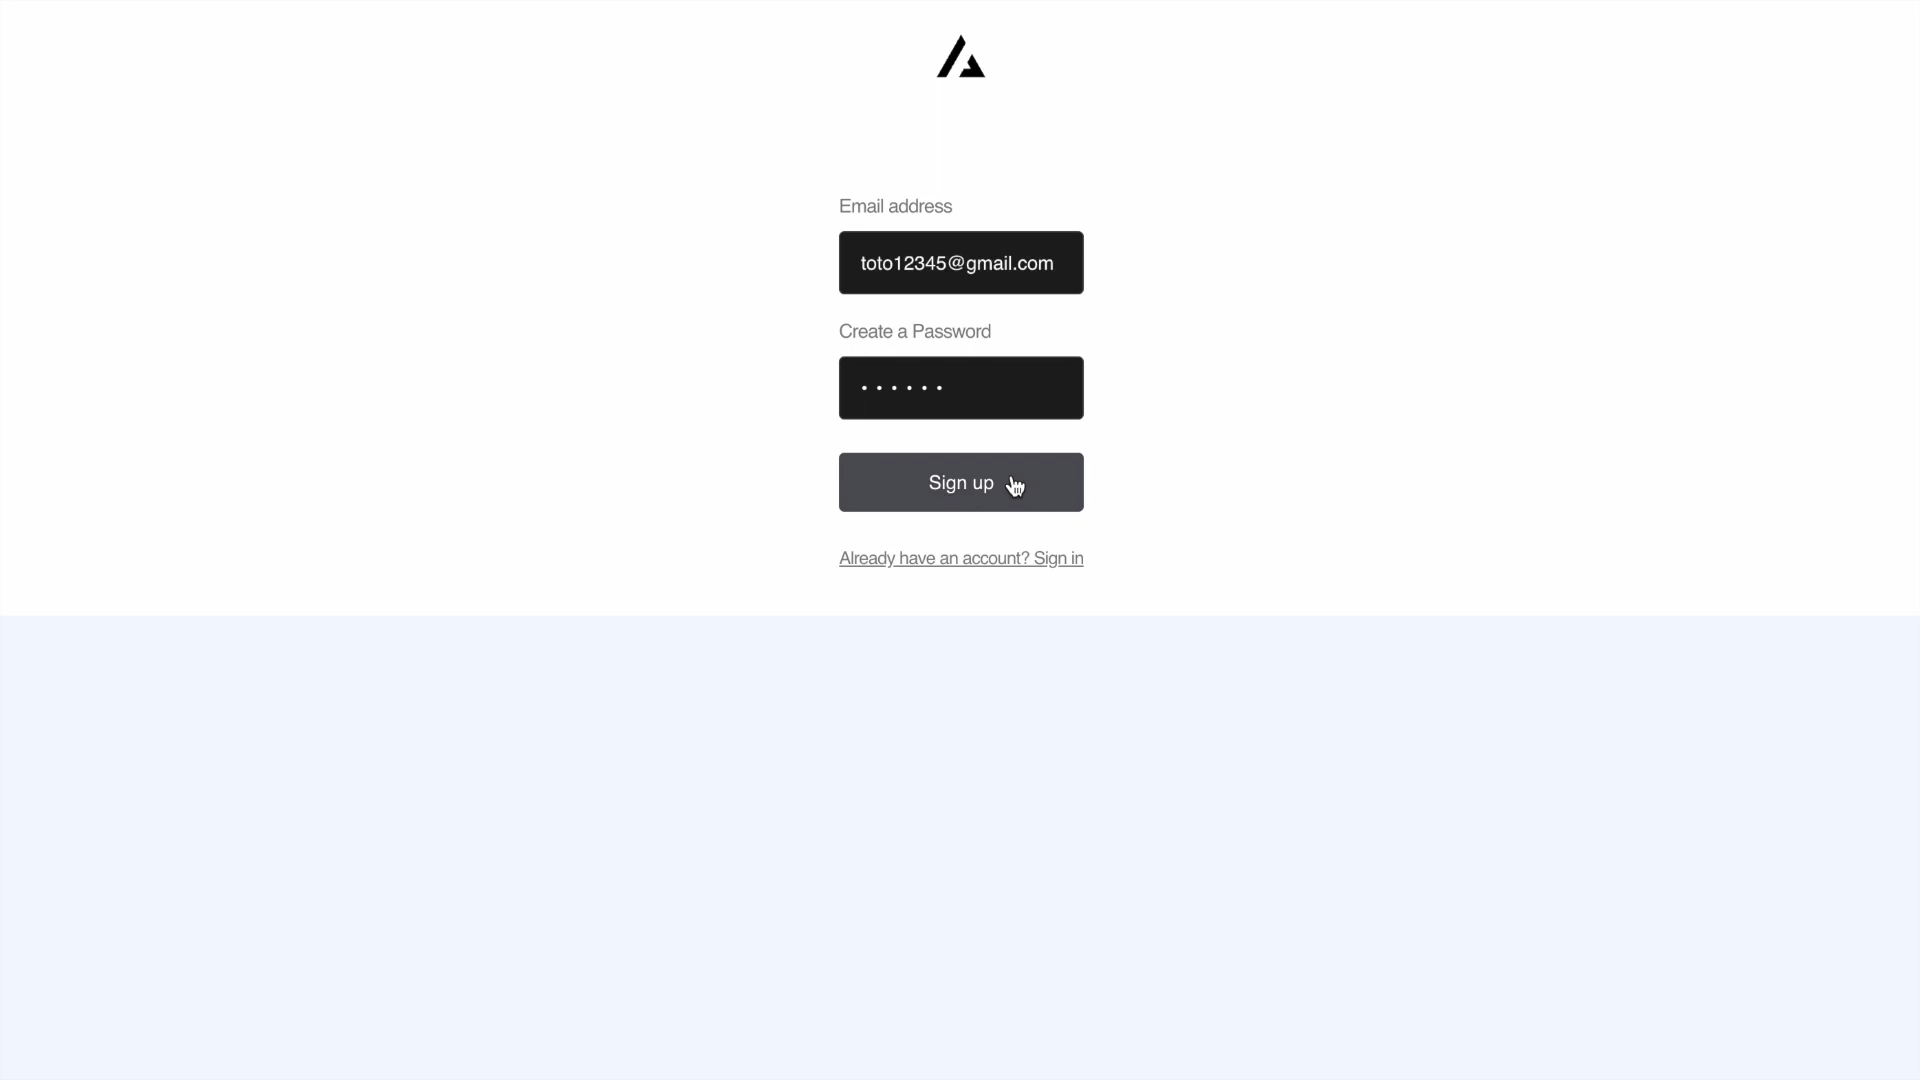 Email address
toto12345@gmail.com
Create a Password
••••••
Sign up
Already have an account? Sign in